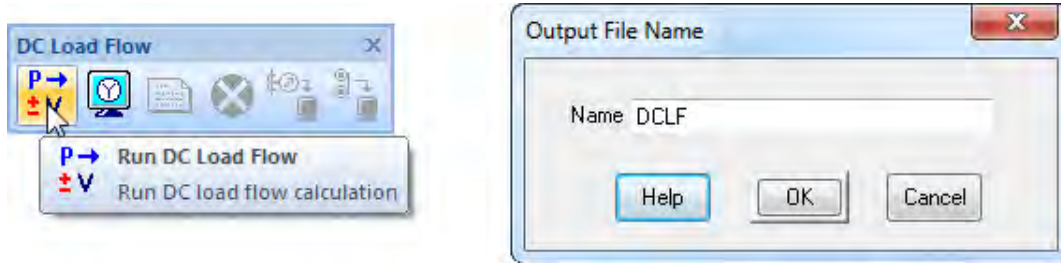 DC Load Flow
P→
± V
P→ Run DC Load Flow
± V Run DC load flow calculation
Output File Name
Name DCLF
Help OK Cancel